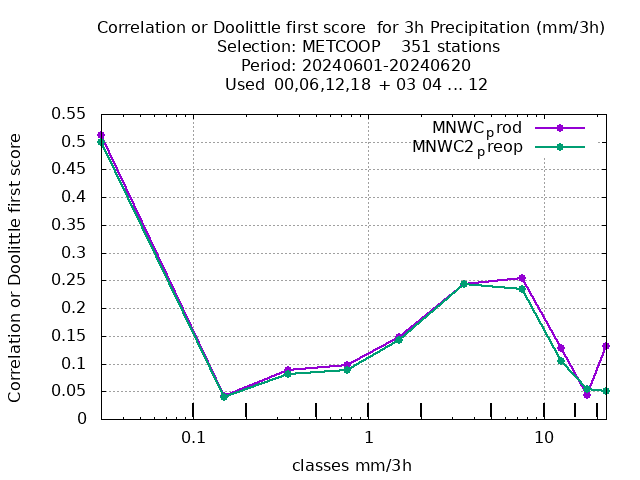 Correlation or Doolittle first score  for 3h Precipitation (mm/3h)
Selection: METCOOP    351 stations
Period: 20240601-20240620
Used  00,06,12,18 + 03 04 ... 12
Correlation or Doolittle first score
0.55
0.5
0.45
0.4
0.35
0.3
0.25
0.2
0.15
0.1
0.05
0
MNWCprod
MNWC2preop
0.1
1
10
classes mm/3h